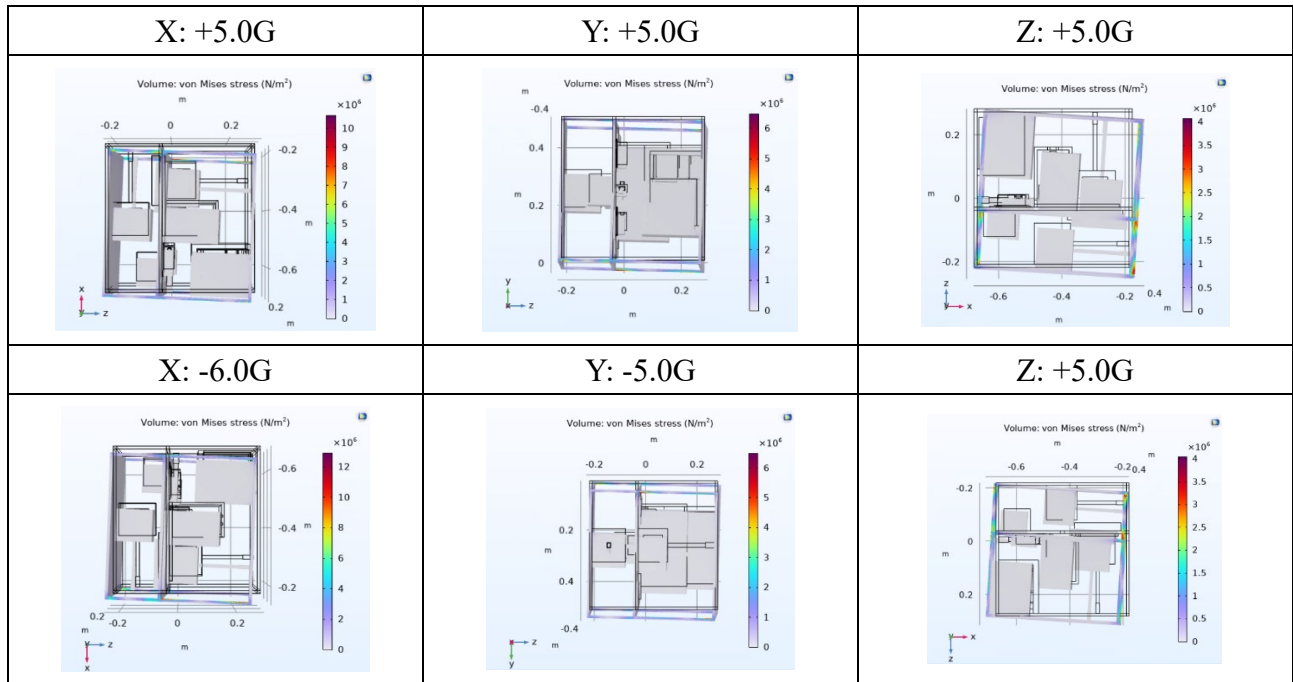 X: +5.0G
Y: +5.0G
Z: +5.0G
Volume: von Mises stress (N/m²)
m
×10⁶
-0.2 0 0.2
-0.2
-0.4
m
-0.6
0.2
m
10
9
8
7
6
5
4
3
2
1
0
x
y
z
Volume: von Mises stress (N/m²)
m
-0.4
×10⁶
0.4
m
0.2
0
-0.2 0 0.2
m
6
5
4
3
2
1
0
y
x
z
Volume: von Mises stress (N/m²)
×10⁶
0.2
m
0
-0.2
-0.6 -0.4 -0.2 0.4
m
m
4
3.5
3
2.5
2
1.5
1
0.5
0
z
y
x
X: -6.0G
Y: -5.0G
Z: +5.0G
Volume: von Mises stress (N/m²)
×10⁶
-0.6
-0.4
m
-0.2
0.2
m
-0.2 0 0.2
m
12
10
8
6
4
2
0
y
z
x
Volume: von Mises stress (N/m²)
m
×10⁶
-0.2 0 0.2
0.2
m
0.4
-0.4
m
6
5
4
3
2
1
0
x
z
y
Volume: von Mises stress (N/m²)
m
×10⁶
m
-0.6 -0.4 -0.2 0.4
-0.2
m
0
0.2
4
3.5
3
2.5
2
1.5
1
0.5
0
y
x
z